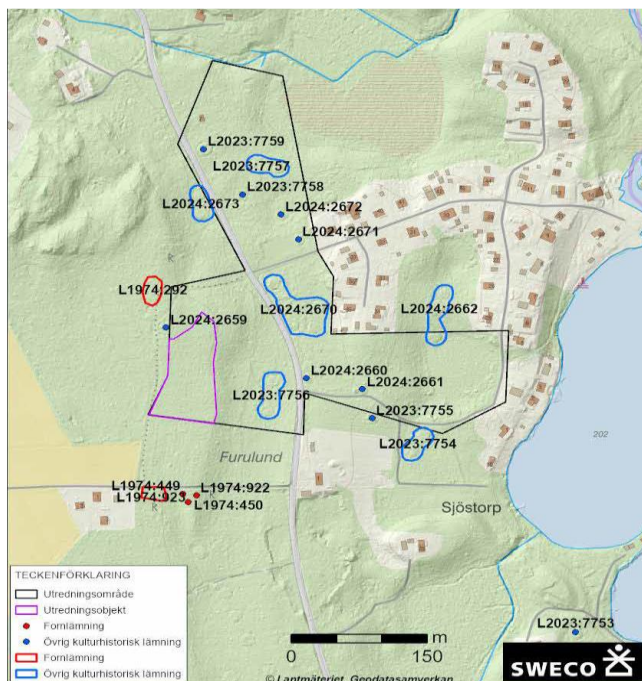 L2023:7759
L2023:7757
L2023:7758
L2024:2673
L2024:2672
L2024:2671
L1974:292
L2024:2670
L2024:2662
L2024:2659
L2024:2660
L2024:2661
L2023:7756
L2023:7755
L2023:7754
Furulund
L1974:449
L1974:922
L1974:923
L1974:450
Sjöstorp
202
R
R
R
TECKENFÖRKLARING
Utredningsområde
Utredningsobjekt
Fornlämning
Övrig kulturhistorisk lämning
Fornlämning
Övrig kulturhistorisk lämning
m
0 150
L2023:7753
© Lantmäteriet, Geodatasamverkan
SWECO